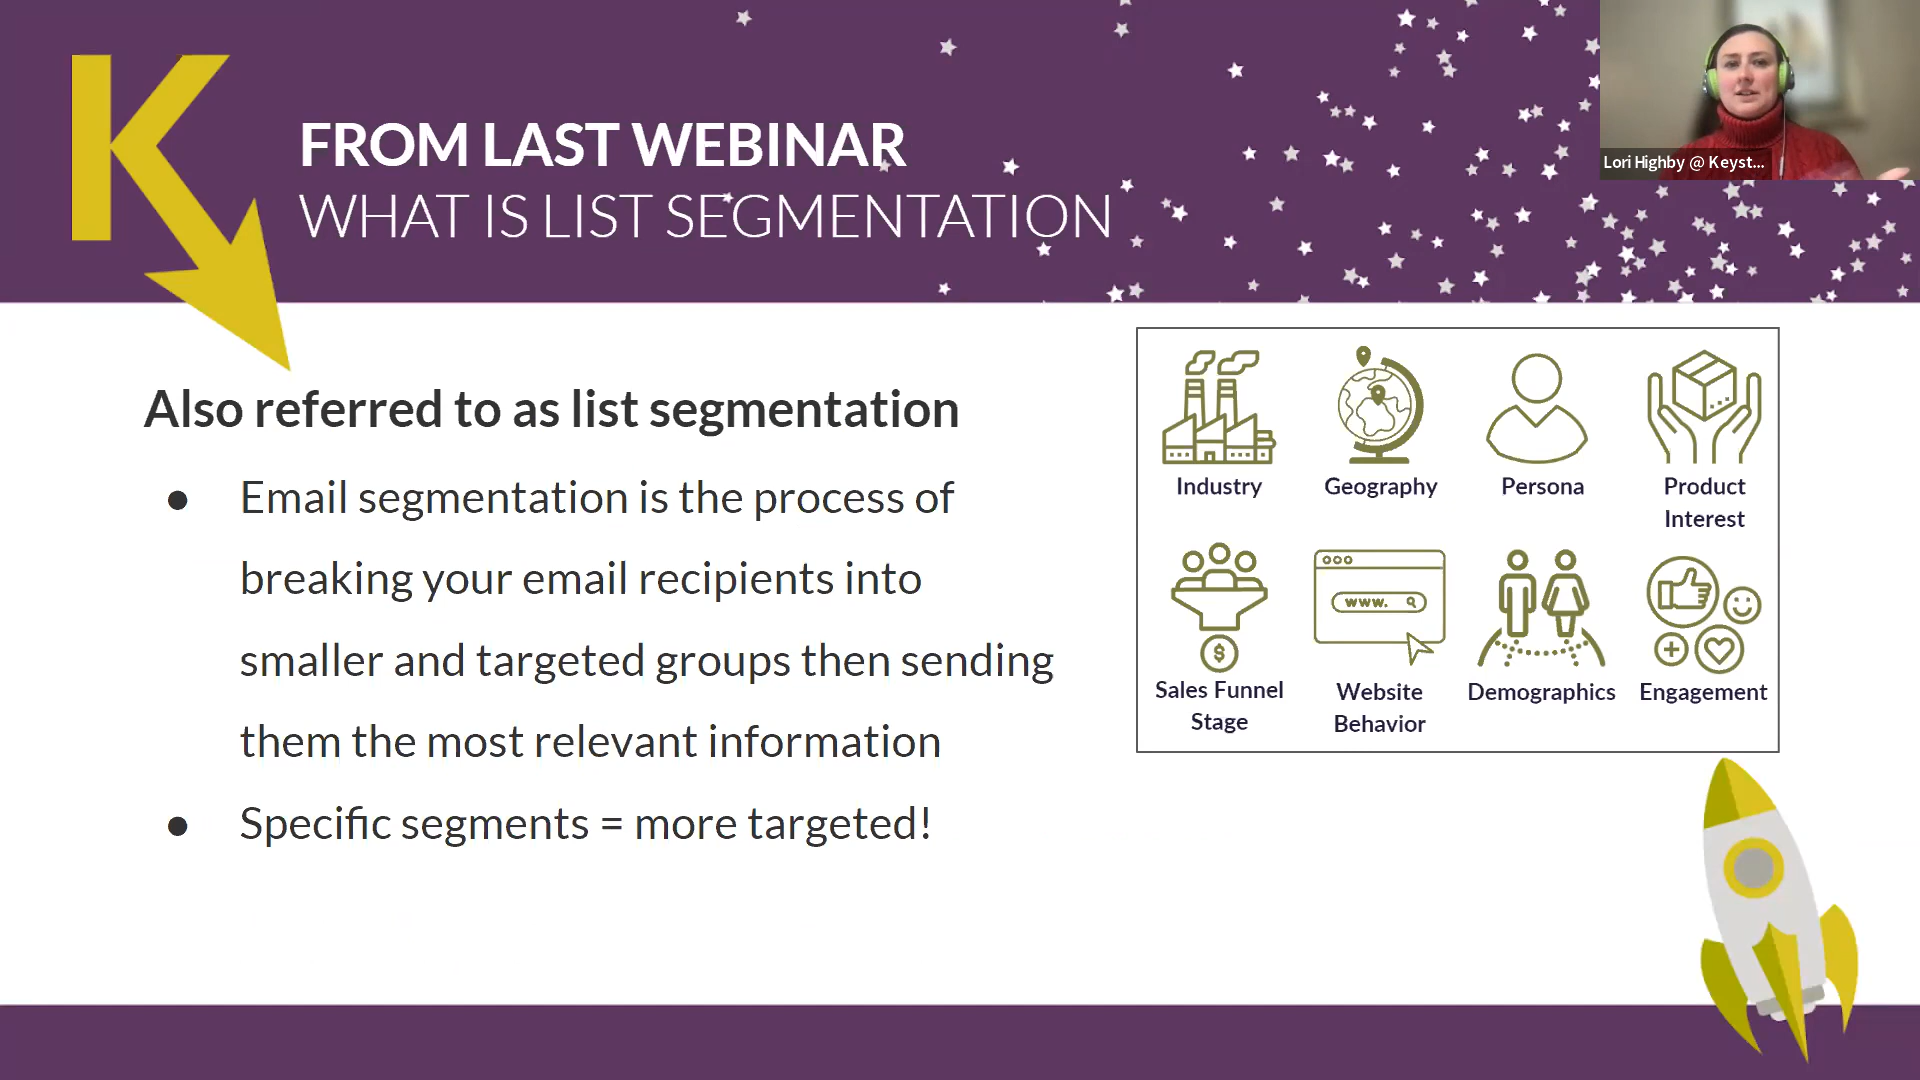 FROM LAST WEBINAR
WHAT IS LIST SEGMENTATION
Lori Highby @ Keyst...
Also referred to as list segmentation
● Email segmentation is the process of
breaking your email recipients into
smaller and targeted groups then sending
them the most relevant information
● Specific segments = more targeted!
Industry
Geography
Persona
Product
Interest
www.
$
Sales Funnel
Stage
Website
Behavior
Demographics
Engagement
K